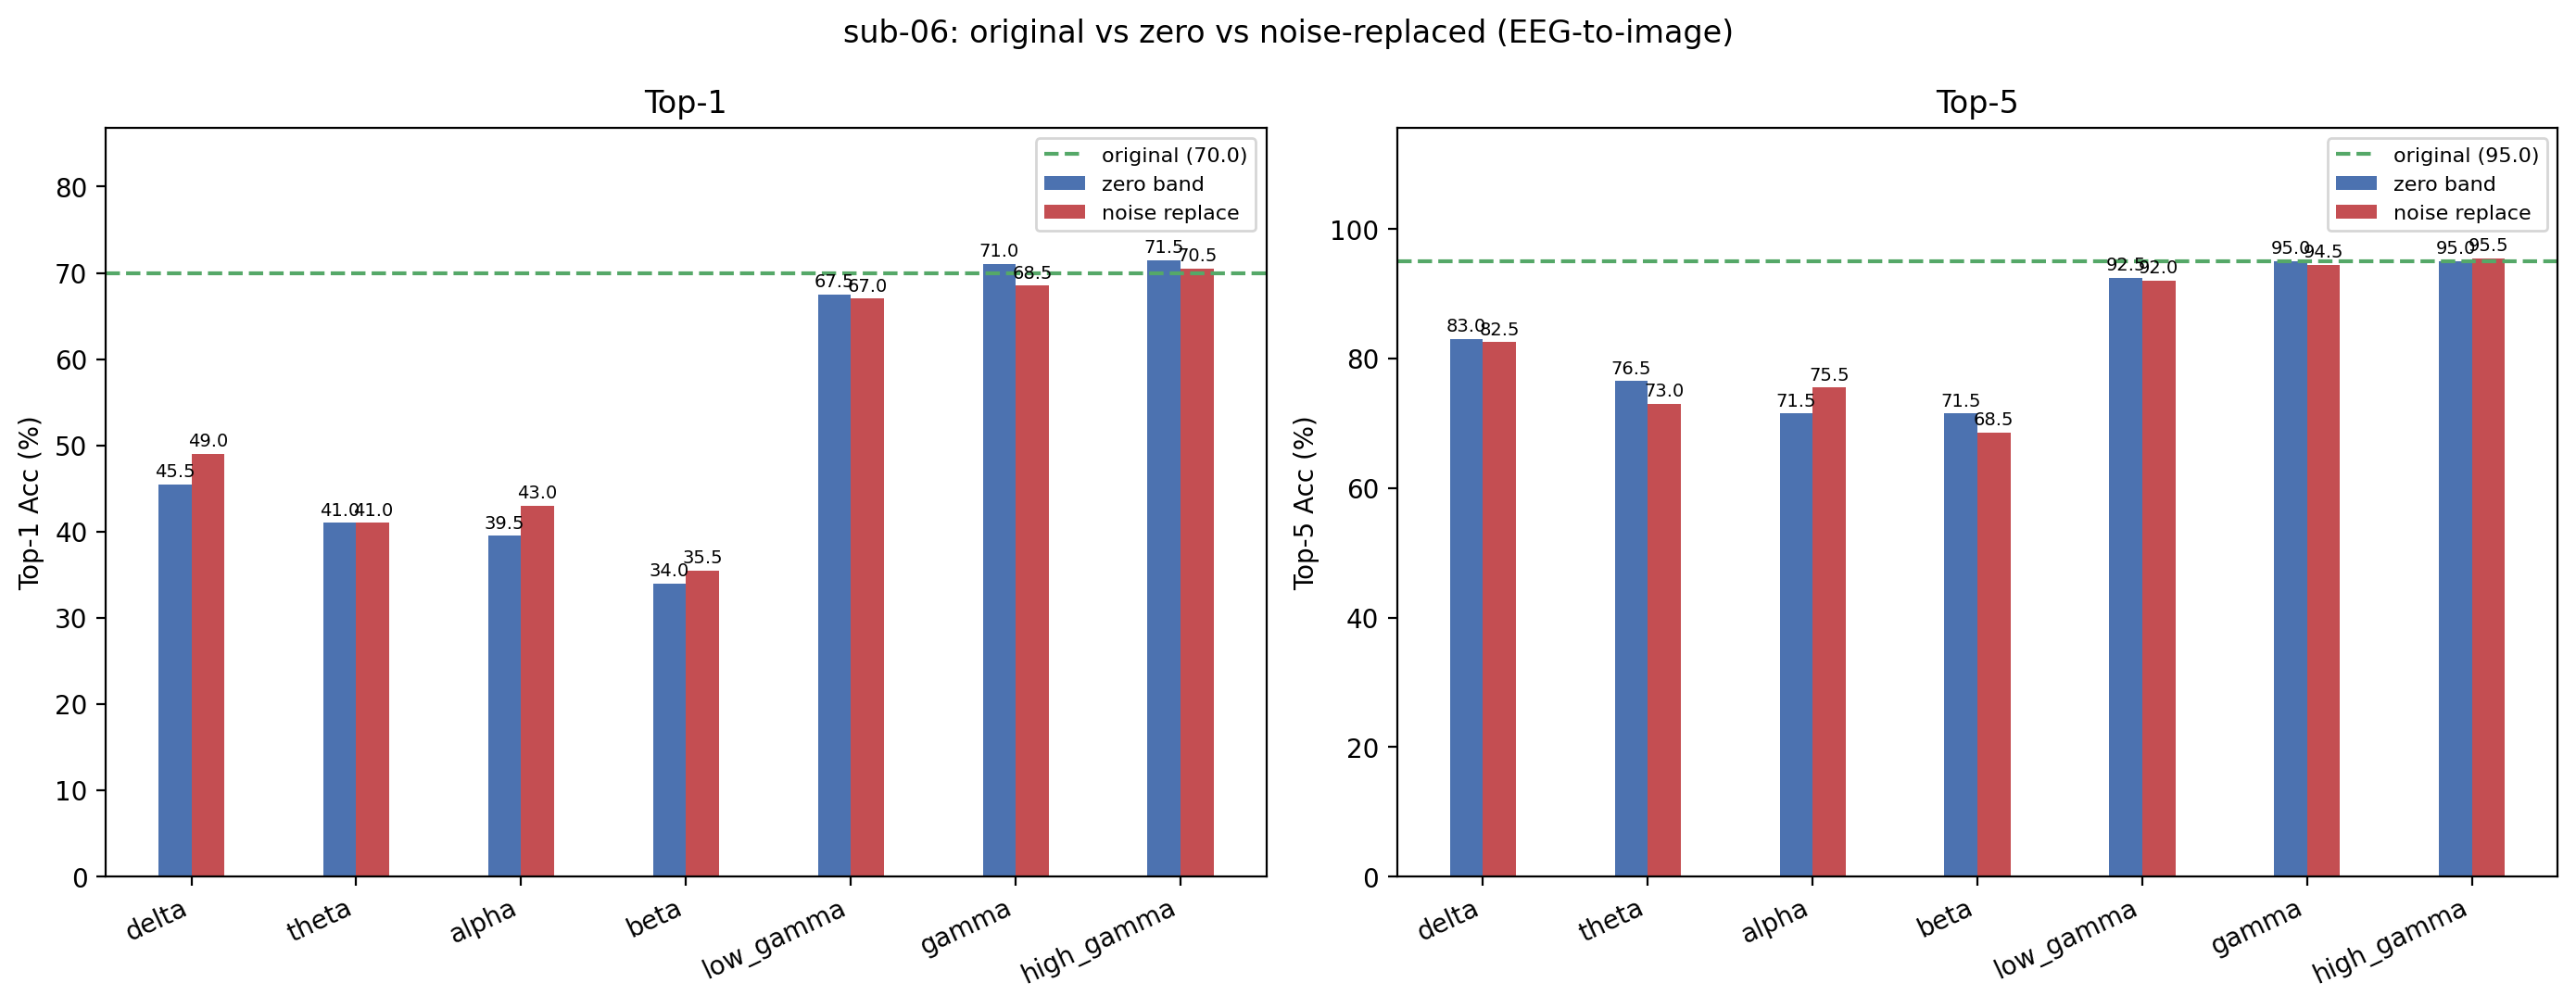 sub-06: original vs zero vs noise-replaced (EEG-to-image)
Top-1
original (70.0)
zero band
noise replace
Top-1 Acc (%)
80
70
60
50
40
30
20
10
0
45.5
49.0
41.0
41.0
39.5
43.0
34.0
35.5
67.5
67.0
71.0
68.5
71.5
70.5
delta
theta
alpha
beta
low_gamma
gamma
high_gamma
Top-5
original (95.0)
zero band
noise replace
Top-5 Acc (%)
100
80
60
40
20
0
83.0
82.5
76.5
73.0
71.5
75.5
71.5
68.5
92.5
92.0
95.0
94.5
95.0
95.5
delta
theta
alpha
beta
low_gamma
gamma
high_gamma